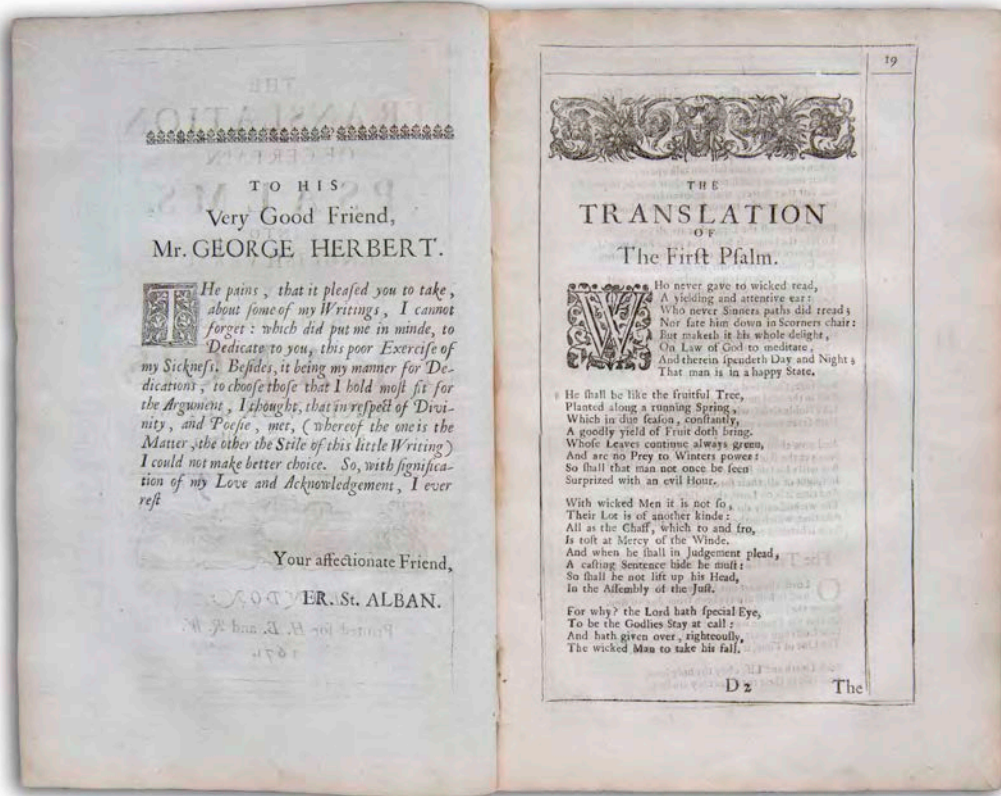 TO HIS
Very Good Friend,
Mr. GEORGE HERBERT.
THe pains , that it pleaſed you to take ,
about ſome of my Writings , I cannot
forget : which did put me in minde, to
Dedicate to you, this poor Exerciſe of
my Sickneſs. Beſides, it being my manner for De-
dications , to chooſe thoſe that I hold moſt fit for
the Argument , I thought, that in reſpect of Divi-
nity , and Poeſie , met, ( whereof the one is the
Matter , the other the Stile of this little Writing)
I could not make better choice. So, with ſignifica-
tion of my Love and Acknowledgement , I ever
reſt
Your affectionate Friend,
FR. St. ALBAN.
19
THE
TRANSLATION
OF
The Firſt Pſalm.
WHo never gave to wicked read,
A yielding and attentive ear :
Who never Sinners paths did tread ;
Nor ſate him down in Scorners chair :
But maketh it his whole delight ,
On Law of God to meditate ,
And therein ſpendeth Day and Night ;
That man is in a happy State.
He ſhall be like the fruitful Tree,
Planted along a running Spring ,
Which in due ſeaſon, conſtantly,
A goodly yield of Fruit doth bring.
Whoſe Leaves continue always green,
And are no Prey to Winters power :
So ſhall that man not once be ſeen
Surprized with an evil Hour.
With wicked Men it is not ſo ,
Their Lot is of another kinde :
All as the Chaff, which to and fro,
Is toſt at Mercy of the Winde.
And when he ſhall in Judgement plead,
A caſting Sentence bide he muſt :
So ſhall he not lift up his Head,
In the Aſſembly of the Juſt.
For why? the Lord hath ſpecial Eye,
To be the Godlies Stay at call :
And hath given over , righteouſly,
The wicked Man to take his fall.
D 2 The